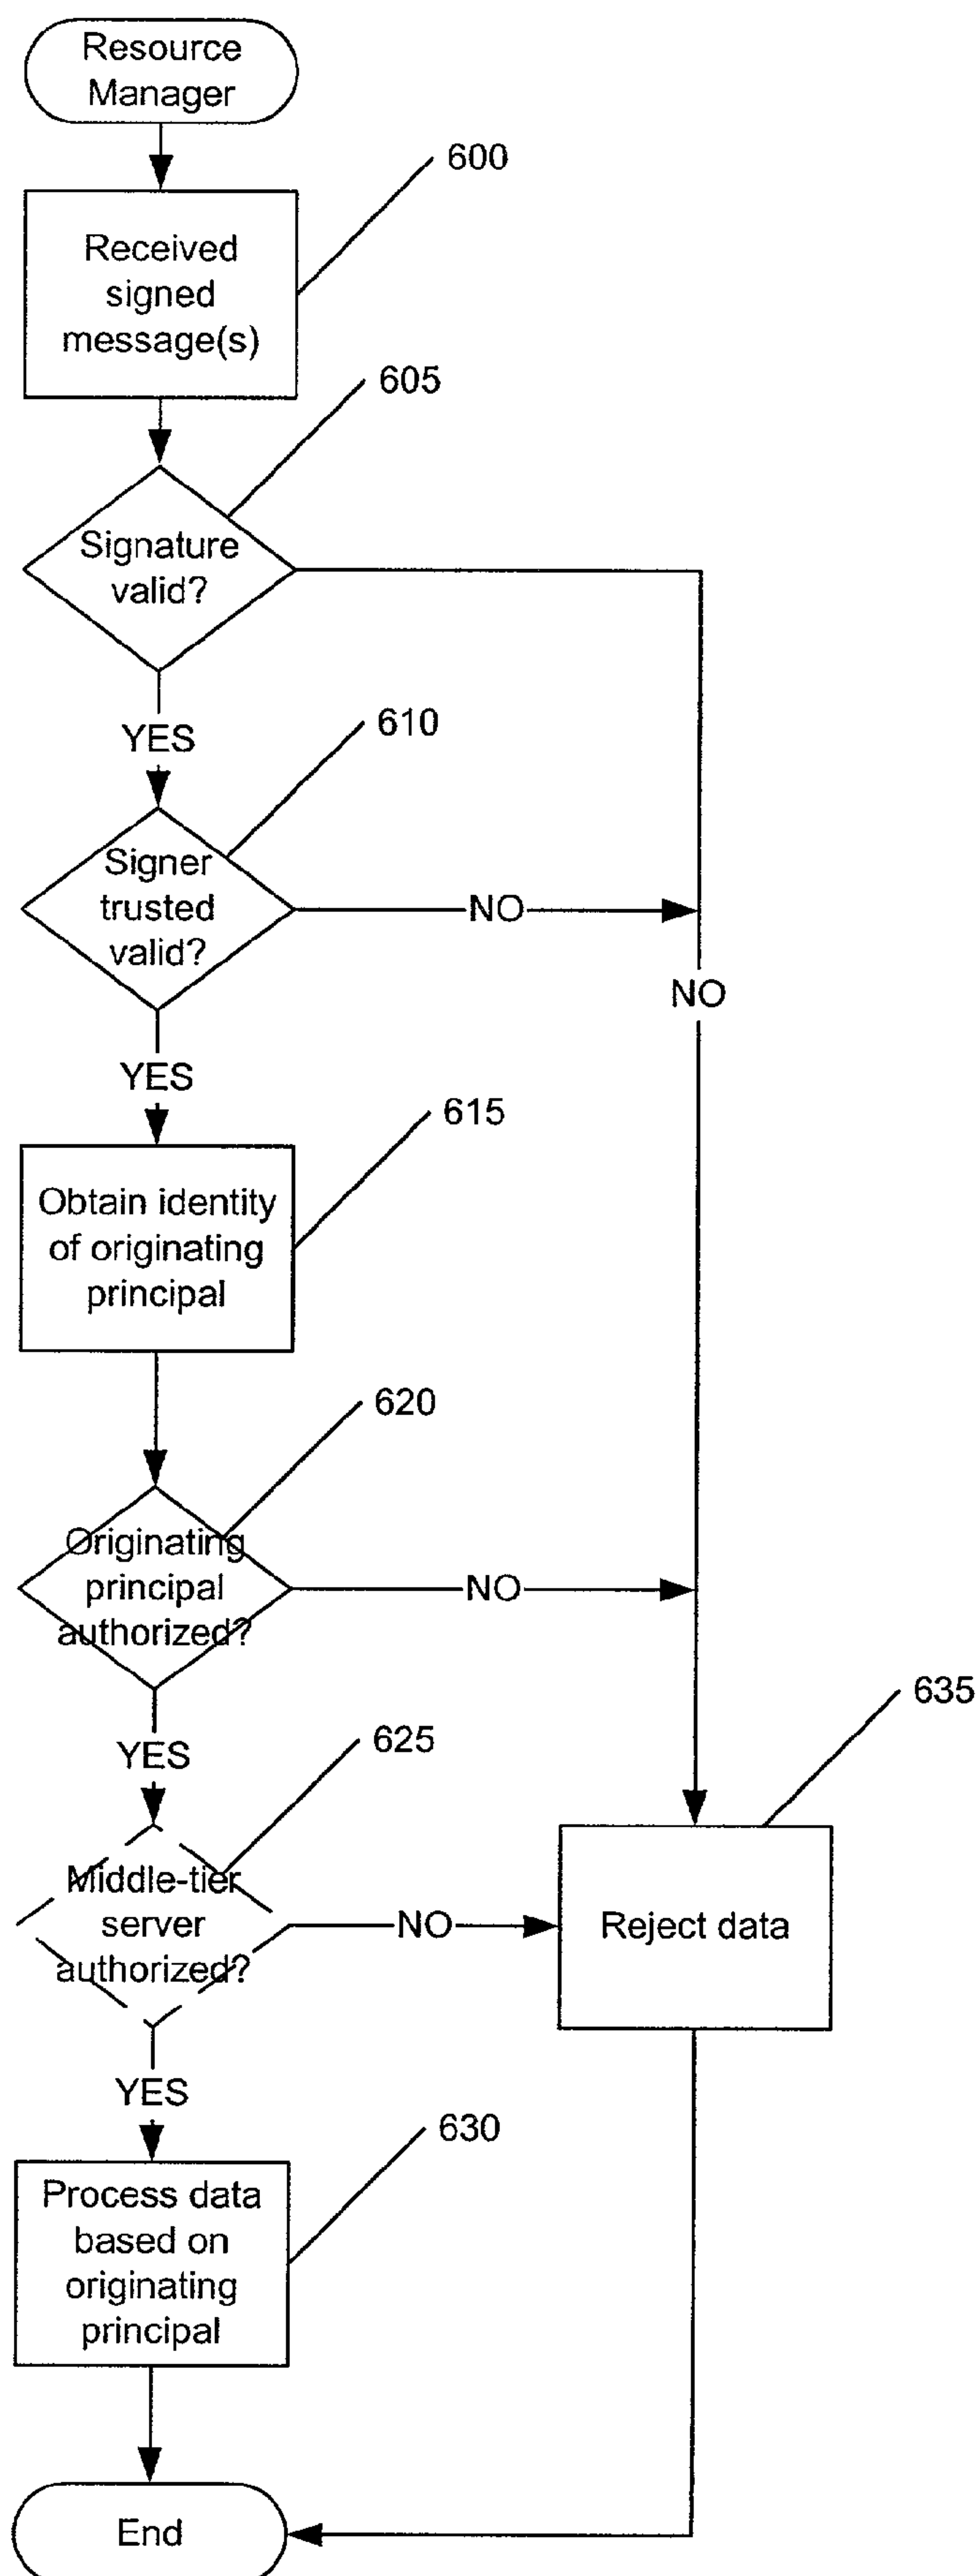 Resource
Manager
600
Received
signed
message(s)
605
Signature
valid?
YES
610
Signer
trusted
valid?
NO
NO
YES
615
Obtain identity
of originating
principal
620
Originating
principal
authorized?
NO
635
YES
625
Middle-tier
server
authorized?
NO
Reject data
YES
630
Process data
based on
originating
principal
End